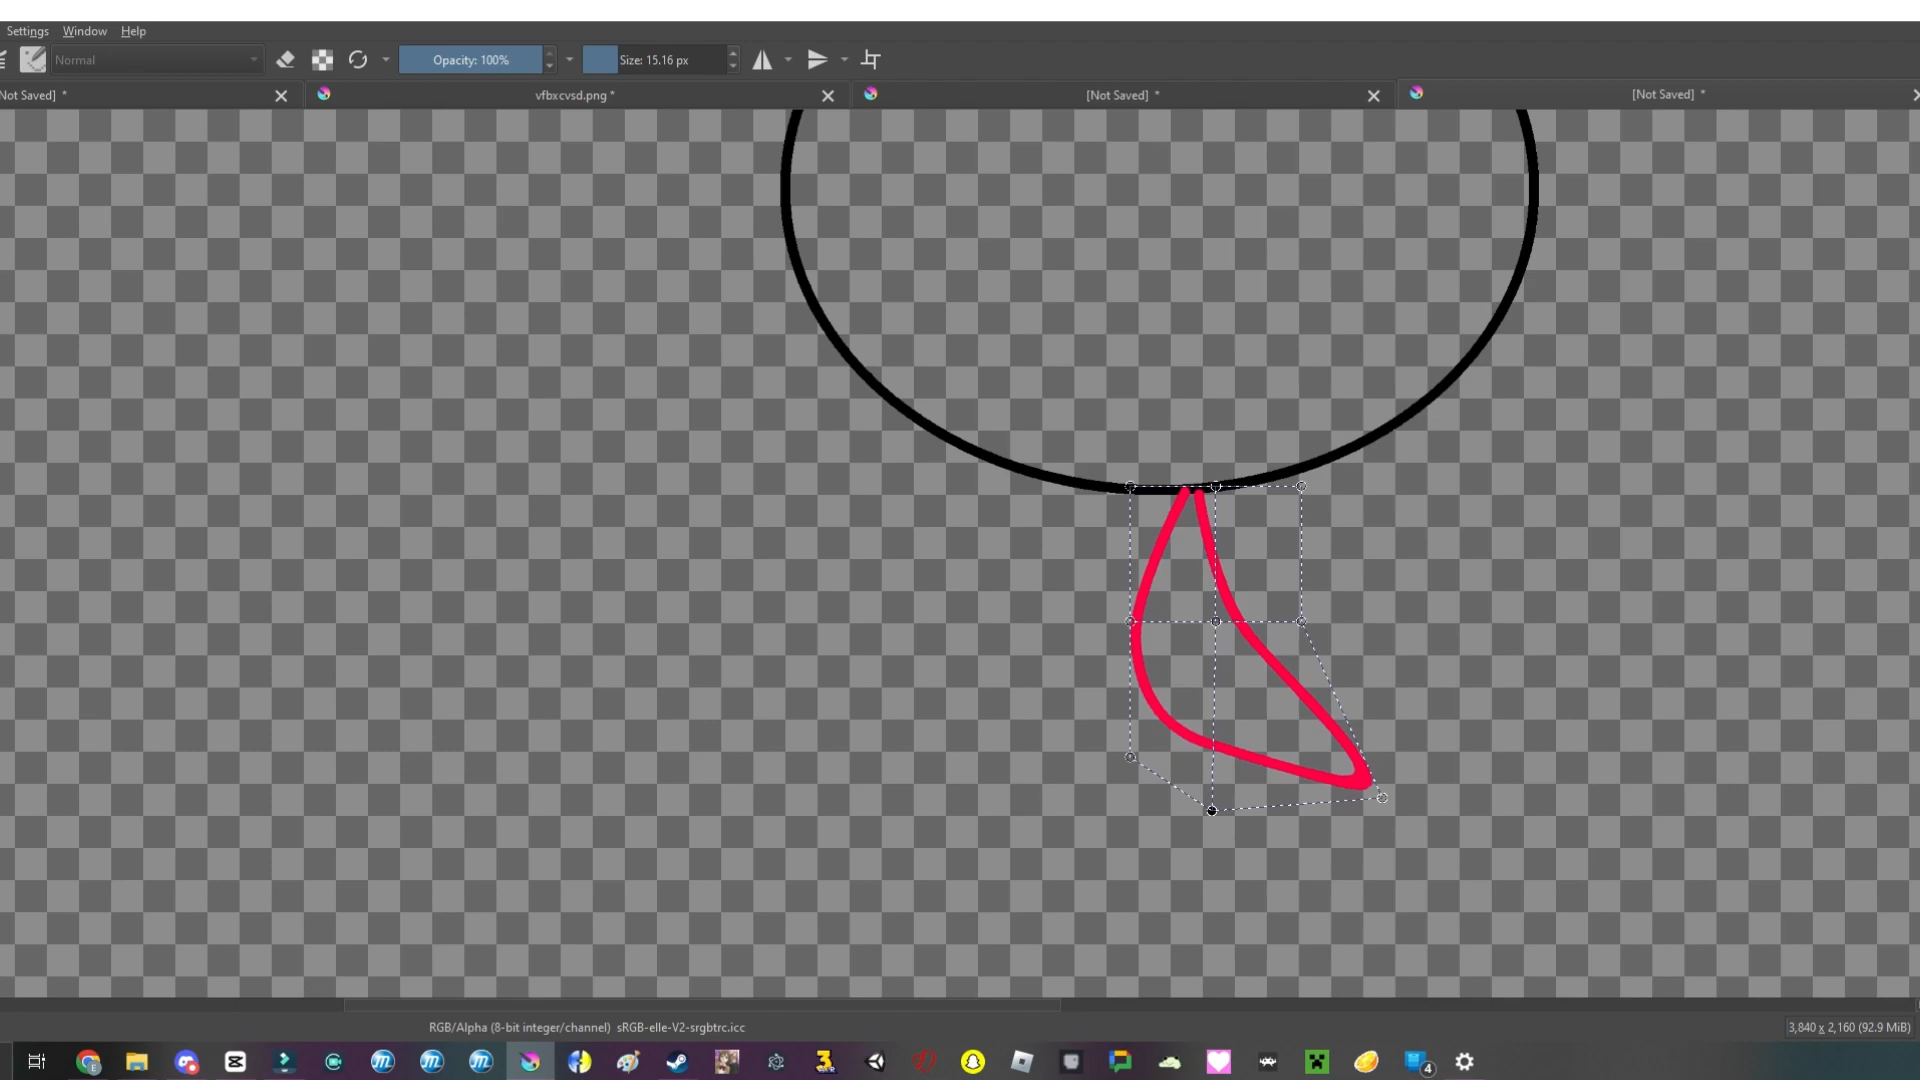 Settings Window Help
Normal Opacity: 100% Size: 15.16 px
Not Saved] * vfbxcvsd.png * [Not Saved] * [Not Saved] *
RGB/Alpha (8-bit integer/channel) sRGB-elle-V2-srgbtrc.icc 3,840 x 2,160 (92.9 MiB)
4